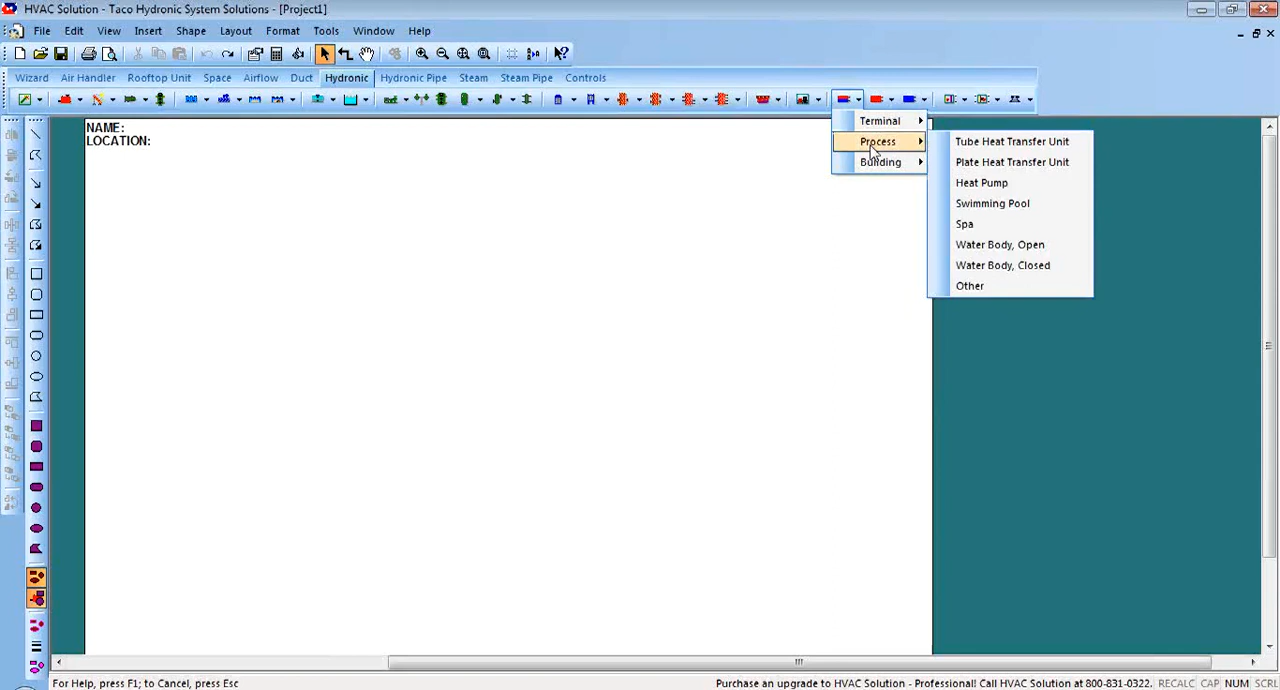 HVAC Solution - Taco Hydronic System Solutions - [Project1]
File Edit View Insert Shape Layout Format Tools Window Help
Wizard Air Handler Rooftop Unit Space Airflow Duct Hydronic Hydronic Pipe Steam Steam Pipe Controls
NAME:
LOCATION:
Terminal
Process
Building
Tube Heat Transfer Unit
Plate Heat Transfer Unit
Heat Pump
Swimming Pool
Spa
Water Body, Open
Water Body, Closed
Other
For Help, press F1; to Cancel, press Esc
Purchase an upgrade to HVAC Solution - Professional! Call HVAC Solution at 800-831-0322. RECALC CAP NUM SCRL